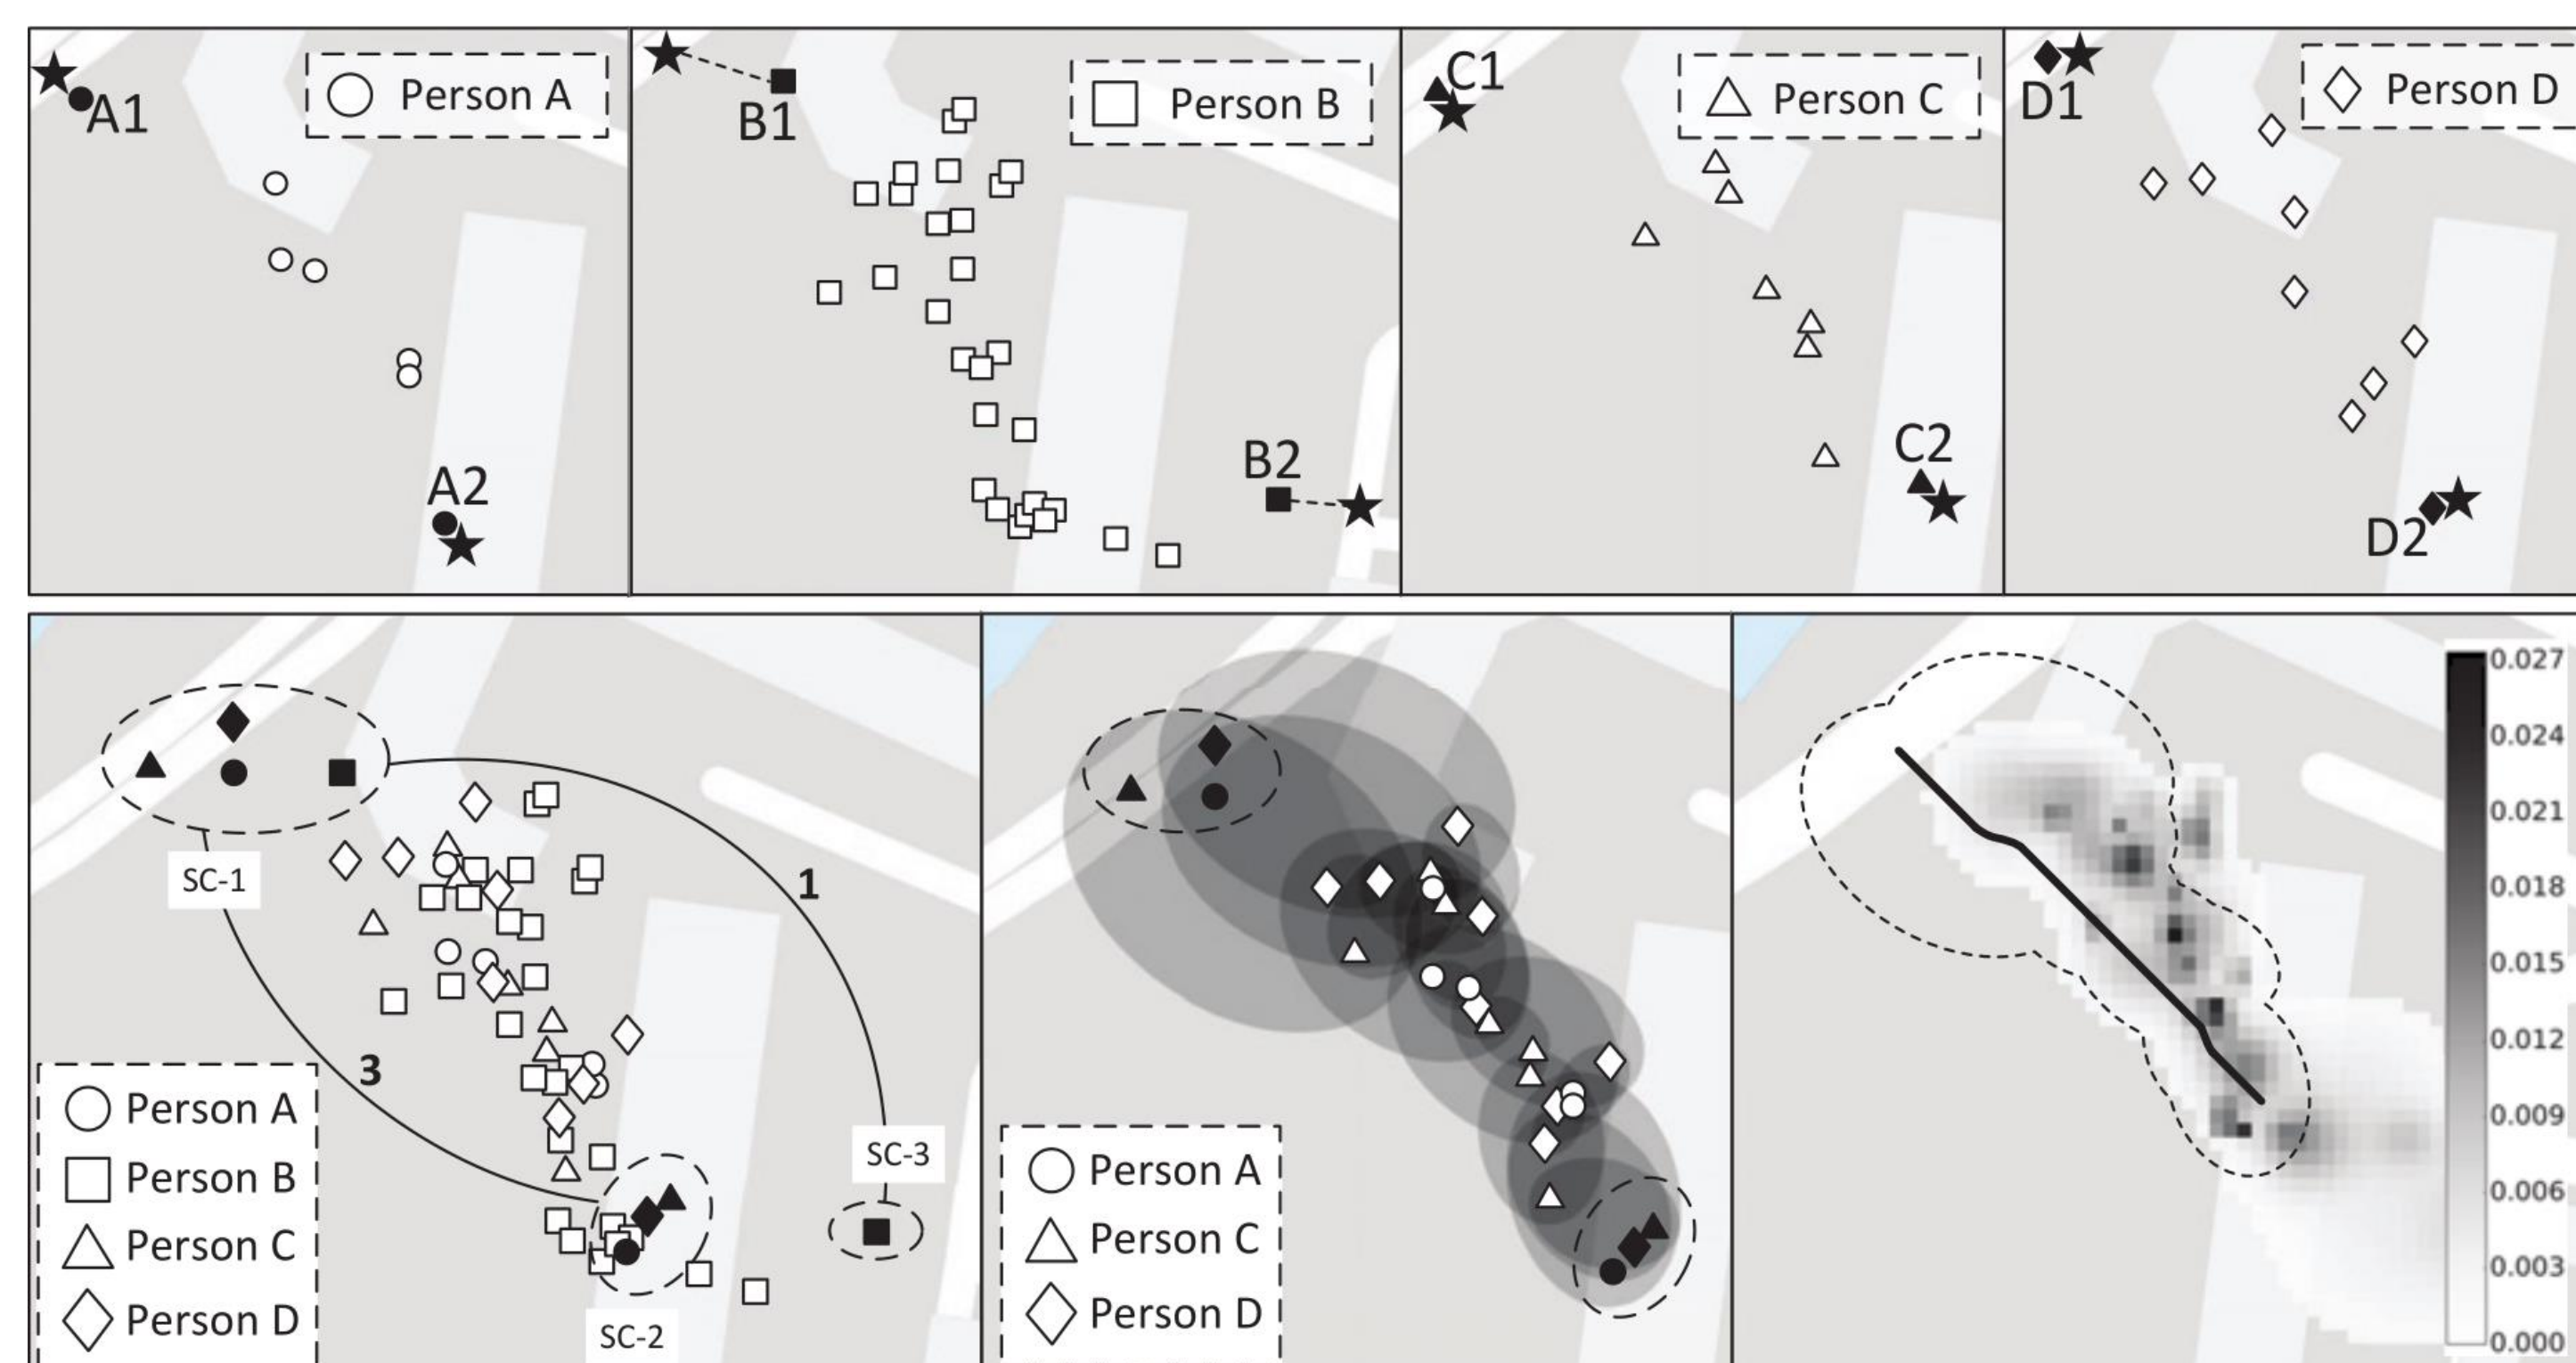 A1
Person A
A2
B1
Person B
B2
C1
Person C
C2
D1
Person D
D2
SC-1
1
3
SC-3
SC-2
Person A
Person B
Person C
Person D
Person A
Person C
Person D
0.027
0.024
0.021
0.018
0.015
0.012
0.009
0.006
0.003
0.000